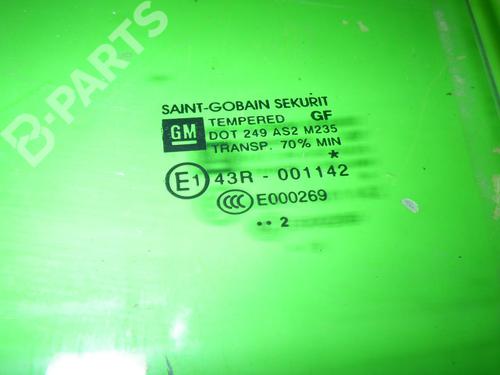 B-PARTS
SAINT-GOBAIN SEKURIT
GM
TEMPERED GF
DOT 249 AS2 M235
TRANSP. 70% MIN
*
E1 43R - 001142
CCC E000269
•• 2